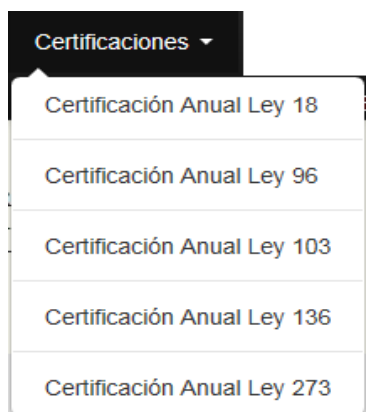 Certificaciones
Certificación Anual Ley 18
Certificación Anual Ley 96
Certificación Anual Ley 103
Certificación Anual Ley 136
Certificación Anual Ley 273